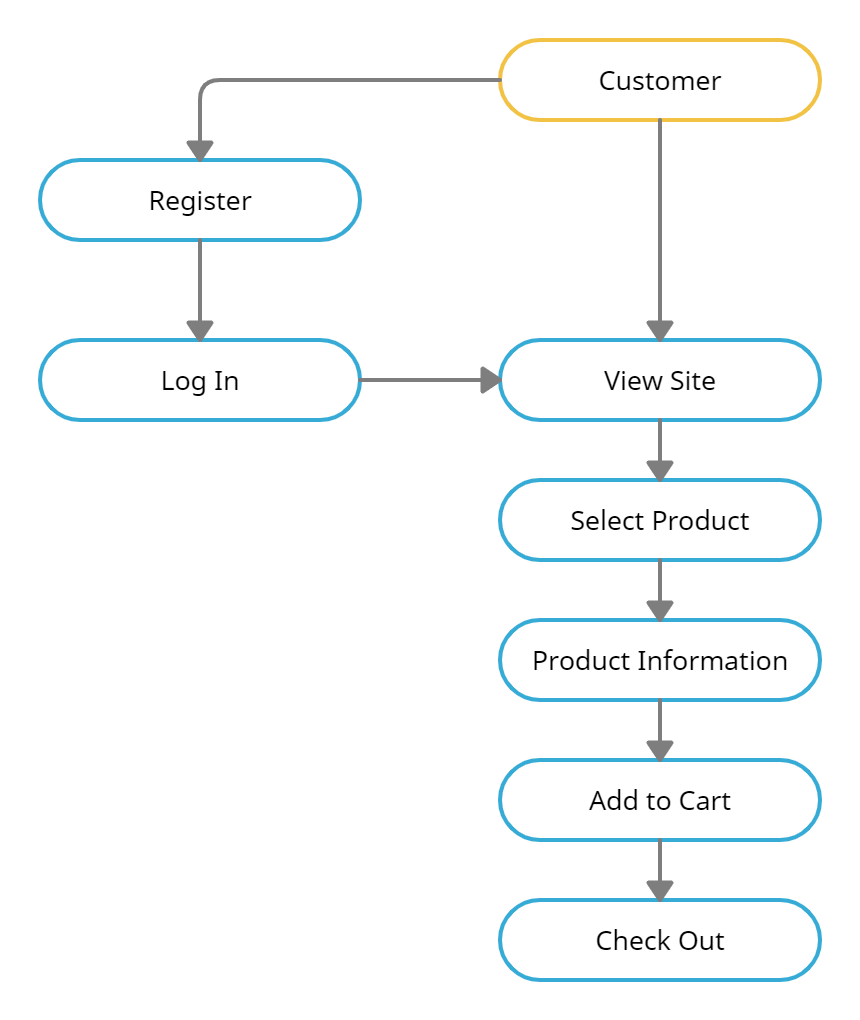 Customer
Register
Log In
View Site
Select Product
Product Information
Add to Cart
Check Out